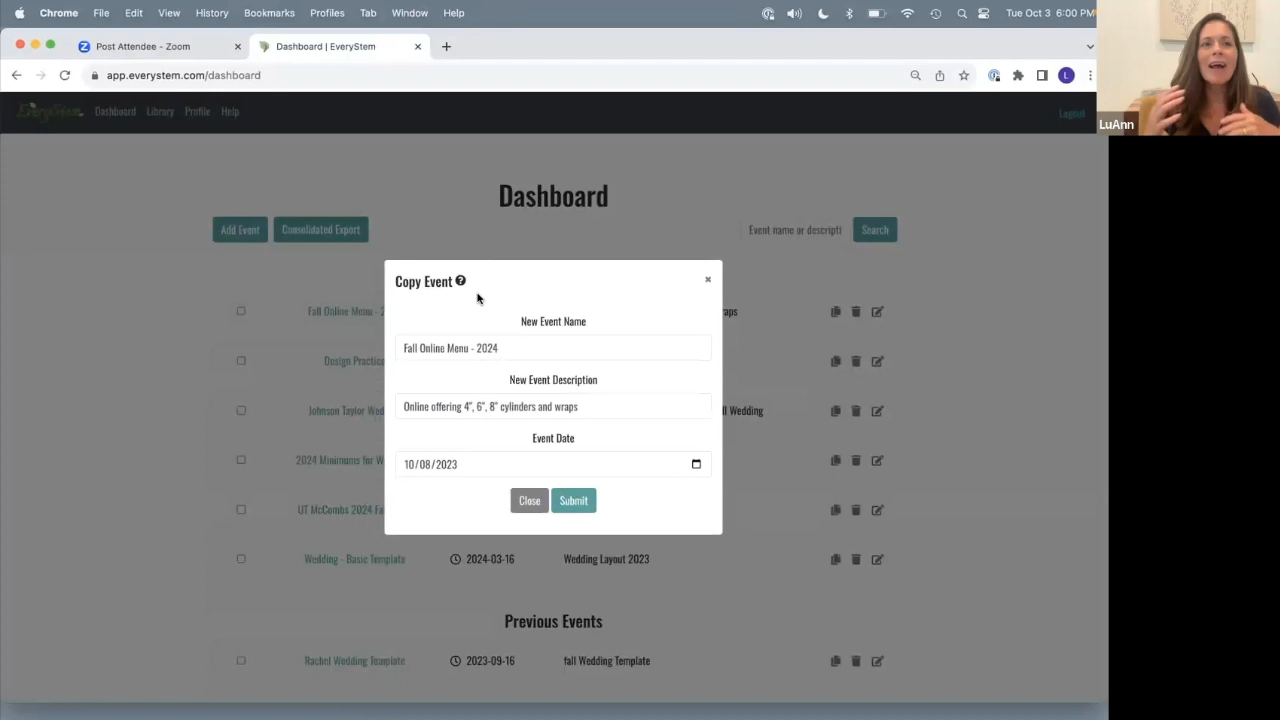 Chrome File Edit View History Bookmarks Profiles Tab Window Help Tue Oct 3 6:00 PM
Post Attendee - Zoom × Dashboard | EveryStem × +
app.everystem.com/dashboard L
EveryStem Dashboard Library Profile Help Logout
LuAnn
Dashboard
Add Event Consolidated Export Event name or descripti Search
Copy Event ? ×
New Event Name
Fall Online Menu - 2024
New Event Description
Online offering 4", 6", 8" cylinders and wraps
Event Date
10/08/2023
Close Submit
Fall Online Menu - 2 raps
Design Practice
Johnson Taylor Wed ll Wedding
2024 Minimums for W
UT McCombs 2024 Fa
Wedding - Basic Template 2024-03-16 Wedding Layout 2023
Previous Events
Rachel Wedding Template 2023-09-16 fall Wedding Template